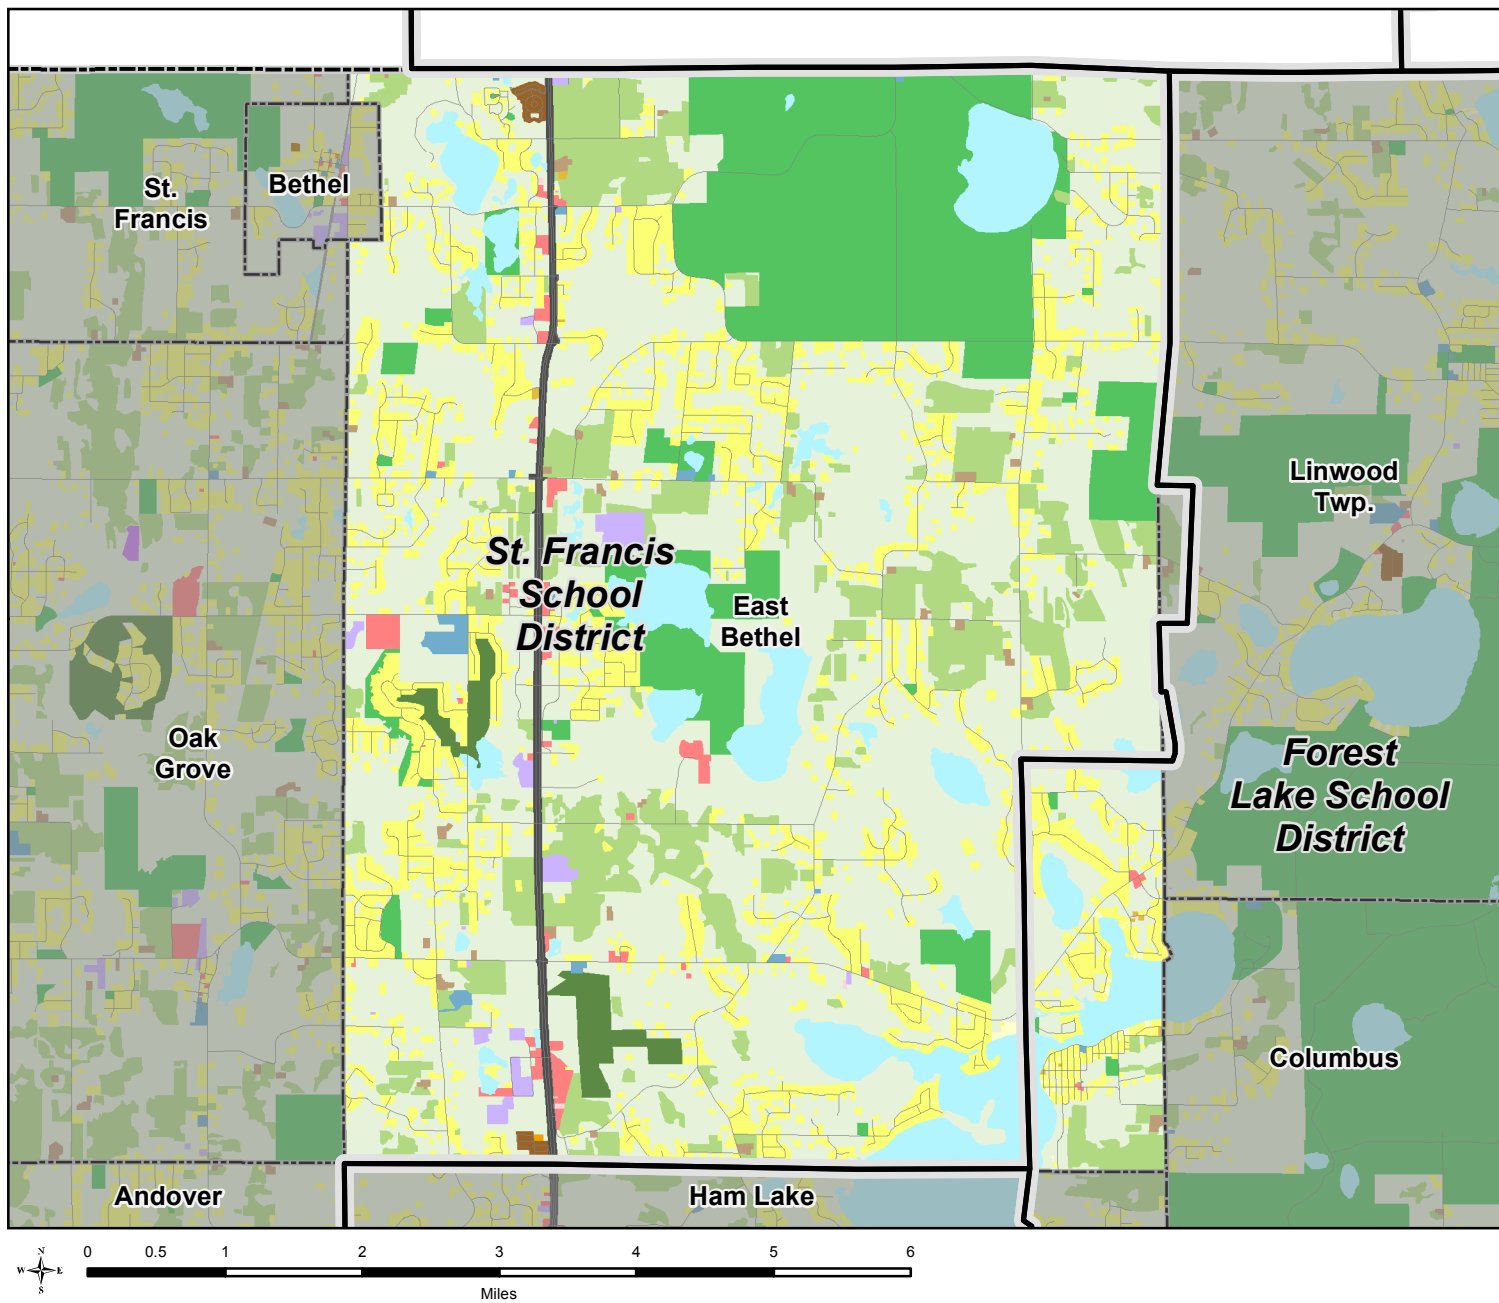 St.
Francis
Bethel
Linwood
Twp.
St. Francis
School
District
East
Bethel
Oak
Grove
Forest
Lake School
District
Columbus
Andover
Ham Lake
N
W E
S
0 0.5 1 2 3 4 5 6
Miles